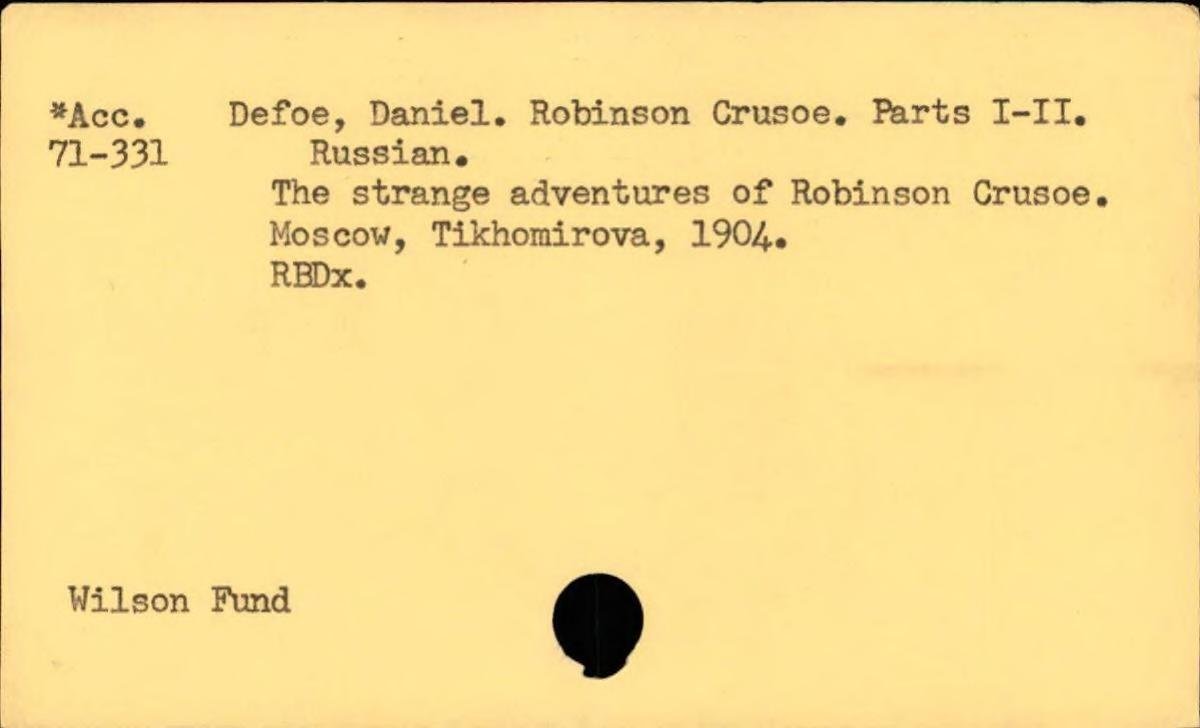 *Acc. Defoe, Daniel. Robinson Crusoe. Parts I-II.
71-331 Russian.
The strange adventures of Robinson Crusoe.
Moscow, Tikhomirova, 1904.
RBDx.
Wilson Fund